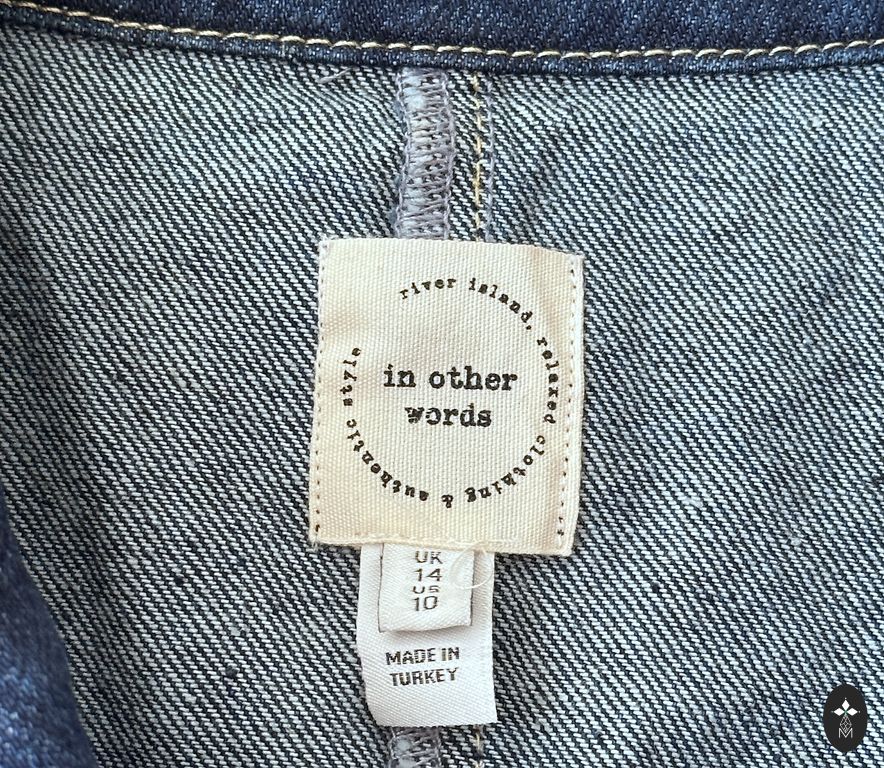 river island, relaxed clothing & authentic style
in other
words
UK
14
US
10
MADE IN
TURKEY
M